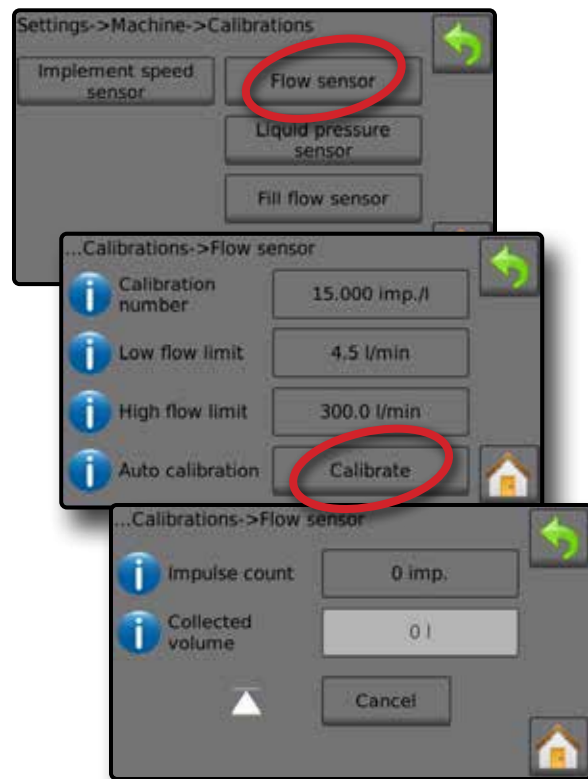 Settings->Machine->Calibrations
Implement speed
sensor
Flow sensor
Liquid pressure
sensor
Fill flow sensor
...Calibrations->Flow sensor
Calibration
number
15.000 imp./l
Low flow limit
4.5 l/min
High flow limit
300.0 l/min
Auto calibration
Calibrate
...Calibrations->Flow sensor
Impulse count
0 imp.
Collected
volume
0 l
Cancel